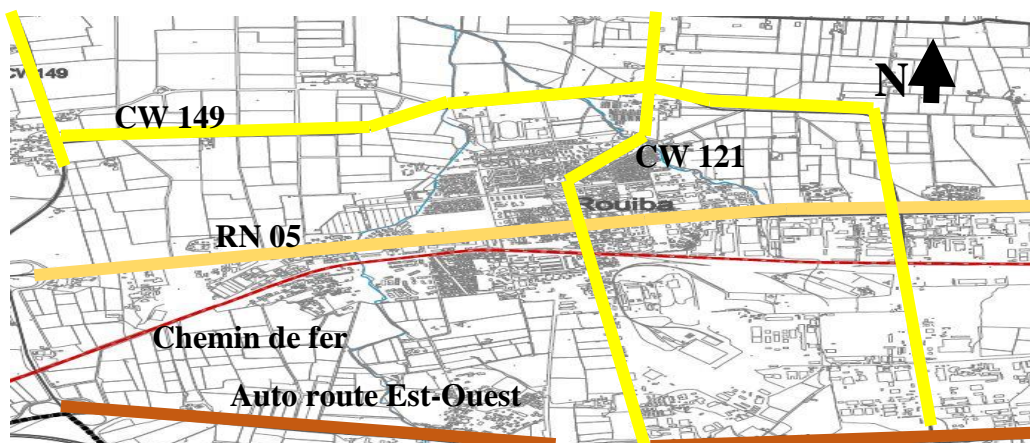 CW 149
N
CW 149
CW 121
Rouiba
RN 05
Chemin de fer
Auto route Est-Ouest